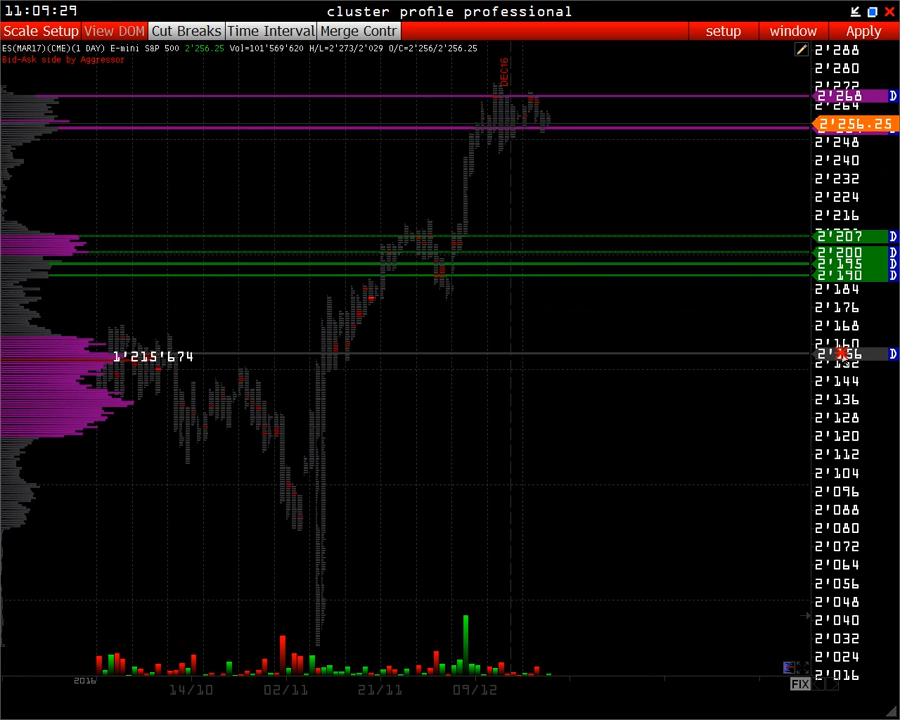 11:09:29 cluster profile professional
Scale Setup View DOM Cut Breaks Time Interval Merge Contr setup window Apply
ES(MAR17)(CME)(1 DAY) E-mini S&P 500 2'256.25 Vol=101'569'620 H/L=2'273/2'029 O/C=2'256/2'256.25
Bid-Ask side by Aggressor
DEC16
2'288
2'280
2'272
2'268 D
2'264
2'256.25
2'248
2'240
2'232
2'224
2'216
2'207 D
2'200 D
2'195 D
2'190 D
2'184
2'176
2'168
2'160
1'215'674
D
2'144
2'136
2'128
2'120
2'112
2'104
2'096
2'088
2'080
2'072
2'064
2'056
2'048
2'040
2'032
2'024
2'016
2016
FIX
14/10 02/11 21/11 09/12